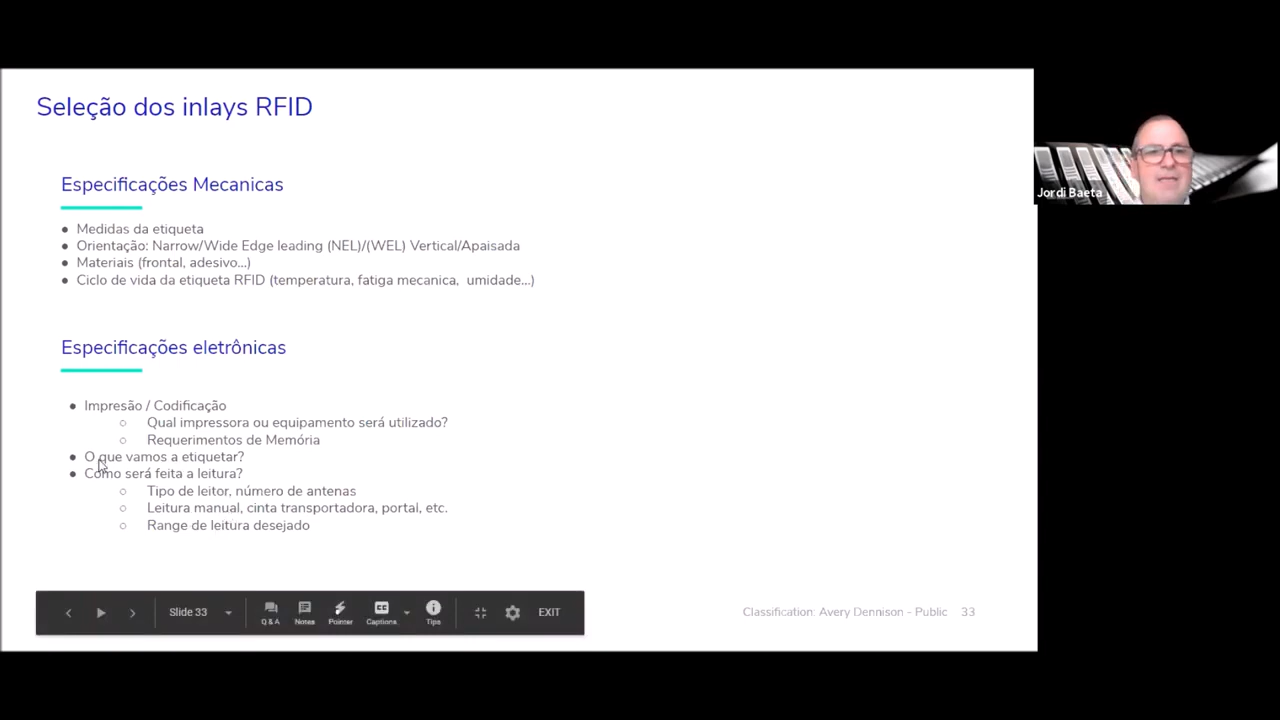 Seleção dos inlays RFID
Especificações Mecanicas
● Medidas da etiqueta
● Orientação: Narrow/Wide Edge leading (NEL)/(WEL) Vertical/Apaisada
● Materiais (frontal, adesivo...)
● Ciclo de vida da etiqueta RFID (temperatura, fatiga mecanica, umidade...)
Especificações eletrônicas
● Impresão / Codificação
○ Qual impressora ou equipamento será utilizado?
○ Requerimentos de Memória
● O que vamos a etiquetar?
● Como será feita a leitura?
○ Tipo de leitor, número de antenas
○ Leitura manual, cinta transportadora, portal, etc.
○ Range de leitura desejado
Slide 33
Q & A
Notes
Pointer
CC
Captions
Tips
EXIT
Classification: Avery Dennison - Public 33
Jordi Baeta